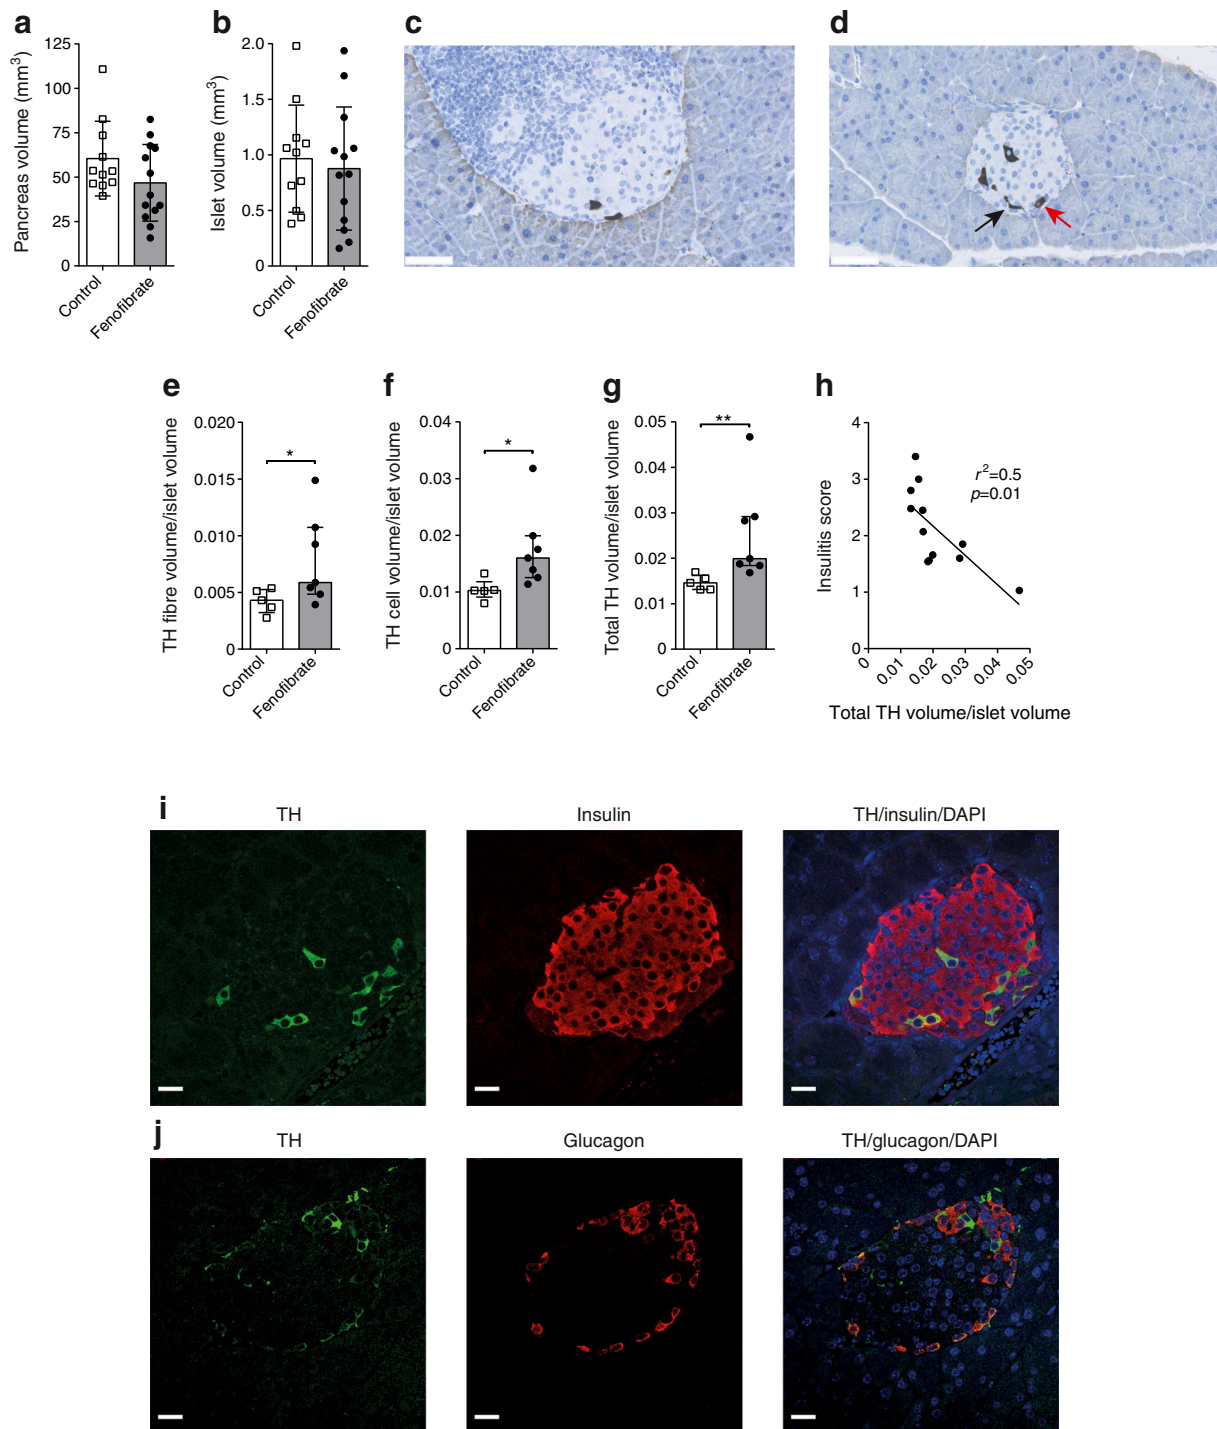 a
Pancreas volume (mm³)
125
100
75
50
25
0
Control
Fenofibrate
b
Islet volume (mm³)
2.0
1.5
1.0
0.5
0
Control
Fenofibrate
c
d
e
TH fibre volume/islet volume
0.020
0.015
0.010
0.005
0
*
Control
Fenofibrate
f
TH cell volume/islet volume
0.04
0.03
0.02
0.01
0
*
Control
Fenofibrate
g
Total TH volume/islet volume
0.05
0.04
0.03
0.02
0.01
0
**
Control
Fenofibrate
h
Insulitis score
4
3
2
1
0
r²=0.5
p=0.01
0
0.01
0.02
0.03
0.04
0.05
Total TH volume/islet volume
i
TH
Insulin
TH/insulin/DAPI
j
TH
Glucagon
TH/glucagon/DAPI